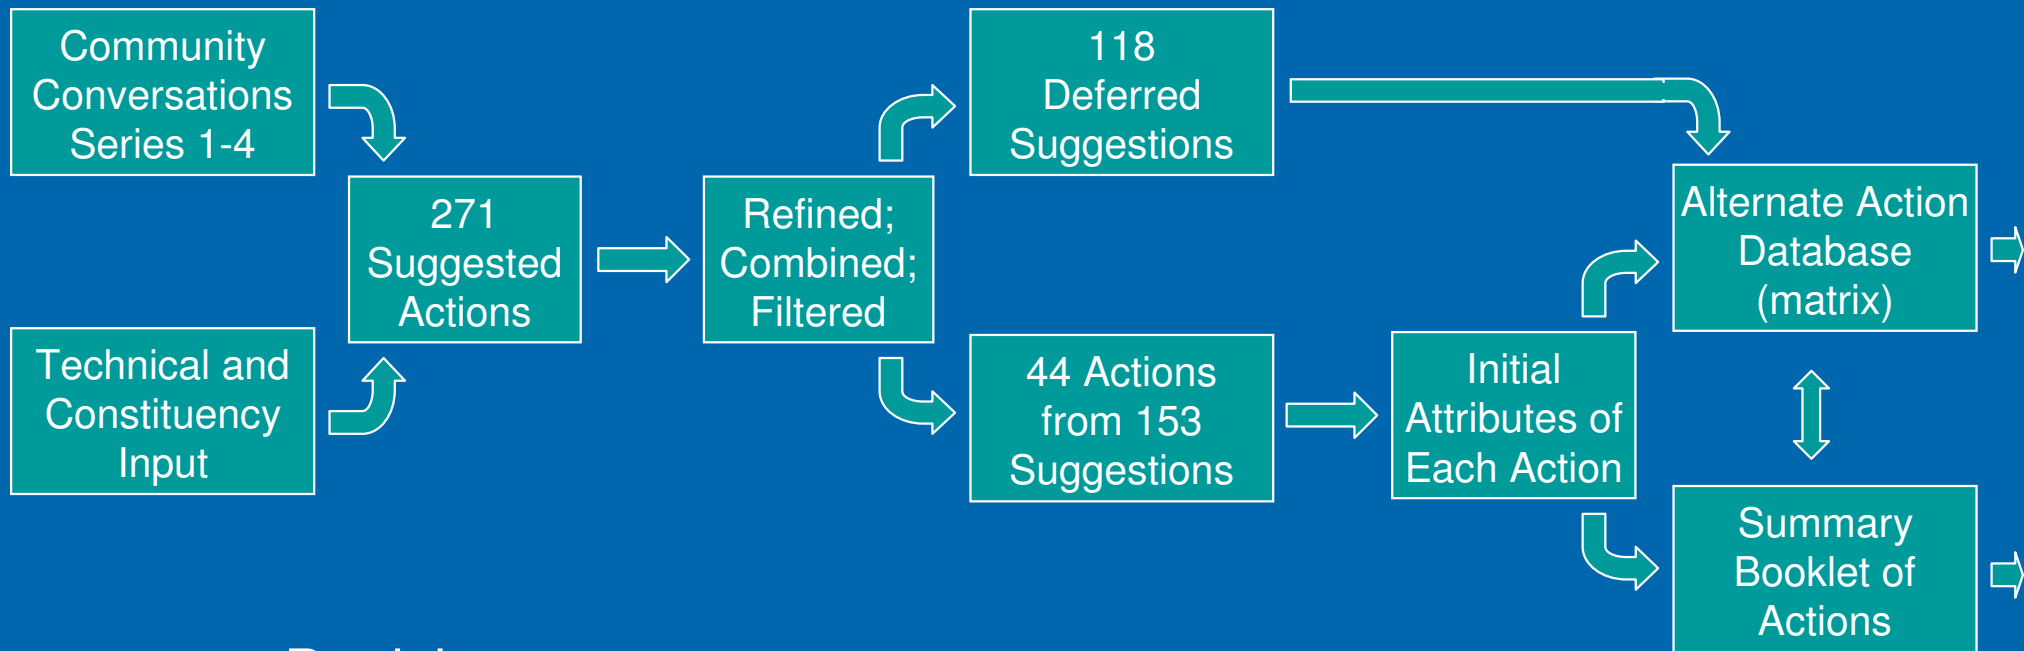 Community
Conversations
Series 1-4
Technical and
Constituency
Input
271
Suggested
Actions
Refined;
Combined;
Filtered
118
Deferred
Suggestions
44 Actions
from 153
Suggestions
Initial
Attributes of
Each Action
Alternate Action
Database
(matrix)
Summary
Booklet of
Actions